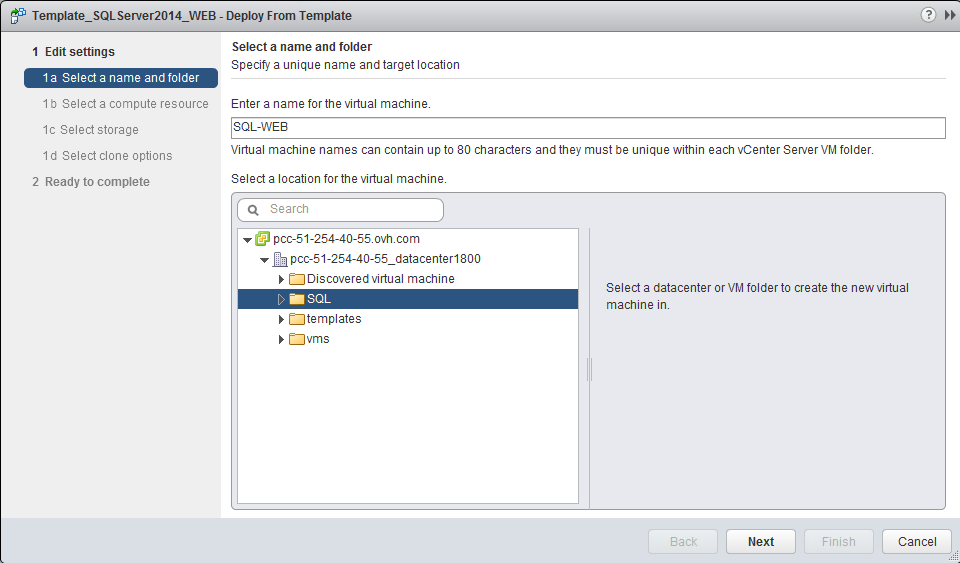 Template_SQLServer2014_WEB - Deploy From Template
?
1 Edit settings
1a Select a name and folder
1b Select a compute resource
1c Select storage
1d Select clone options
2 Ready to complete
Select a name and folder
Specify a unique name and target location
Enter a name for the virtual machine.
SQL-WEB
Virtual machine names can contain up to 80 characters and they must be unique within each vCenter Server VM folder.
Select a location for the virtual machine.
Search
pcc-51-254-40-55.ovh.com
pcc-51-254-40-55_datacenter1800
Discovered virtual machine
SQL
templates
vms
Select a datacenter or VM folder to create the new virtual
machine in.
Back
Next
Finish
Cancel